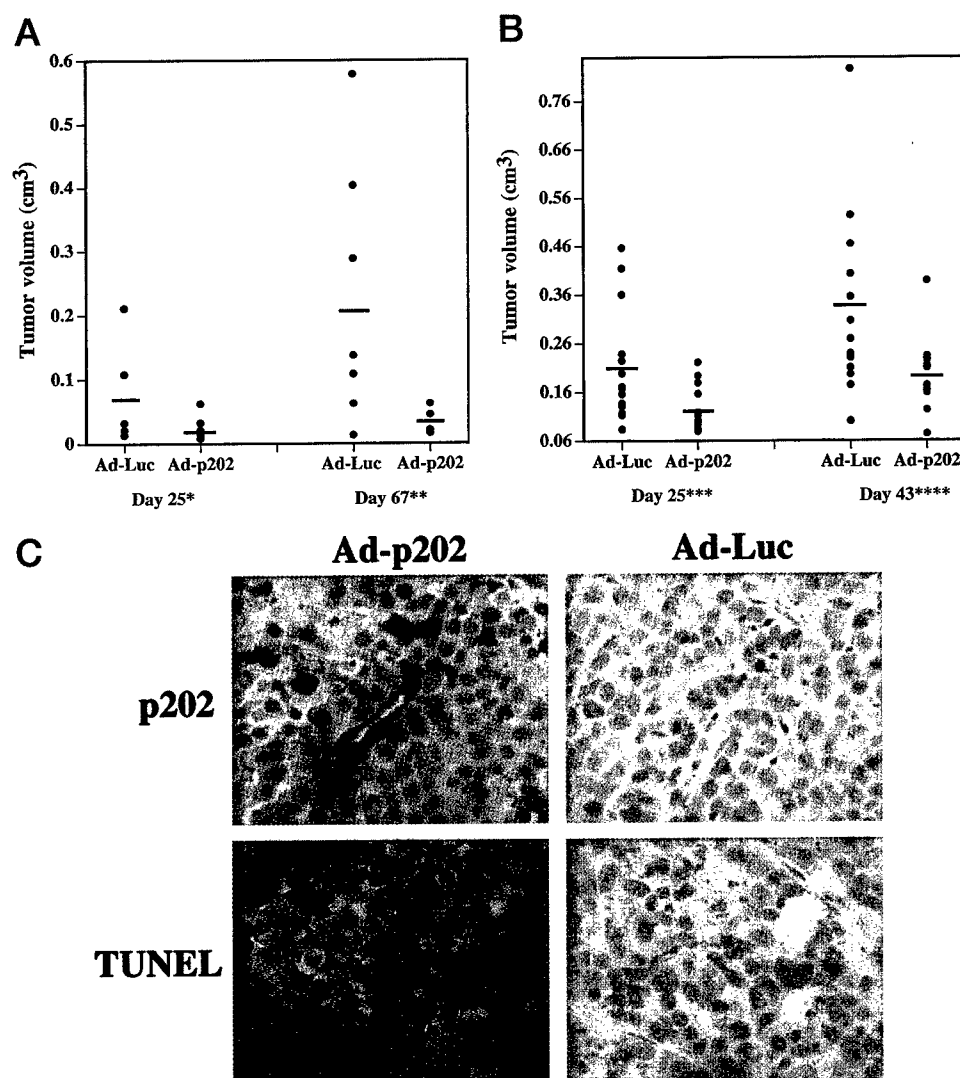 A
0.6
0.5
0.4
0.3
0.2
0.1
0
Tumor volume (cm³)
Ad-Luc Ad-p202 Ad-Luc Ad-p202
Day 25* Day 67**
B
0.76
0.66
0.56
0.46
0.36
0.26
0.16
0.06
Tumor volume (cm³)
Ad-Luc Ad-p202 Ad-Luc Ad-p202
Day 25*** Day 43****
C
Ad-p202 Ad-Luc
p202
TUNEL